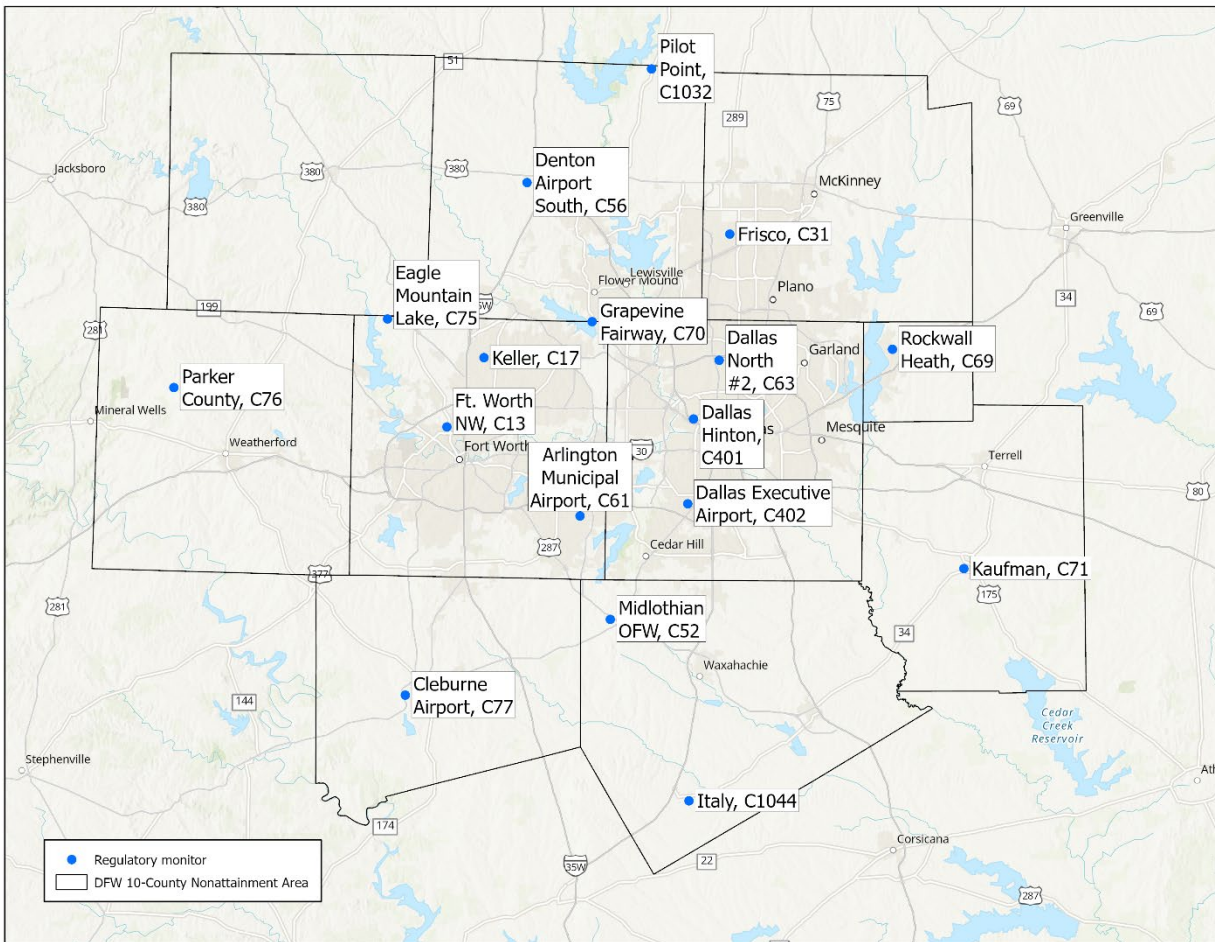 Pilot
Point,
C1032
51
75
69
289
Jacksboro
380
380
380
Denton
Airport
South, C56
McKinney
Greenville
Frisco, C31
Lewisville
Flower Mound
Eagle
Mountain
Lake, C75
Plano
34
199
5W
281
69
Grapevine
Fairway, C70
Dallas
North
#2, C63
Garland
Rockwall
Heath, C69
Keller, C17
Parker
County, C76
Mineral Wells
Ft. Worth
NW, C13
Dallas
Hinton,
C401
as
Mesquite
Weatherford
Fort Worth
30
Arlington
Municipal
Airport, C61
Terrell
80
Dallas Executive
Airport, C402
287
Cedar Hill
377
Kaufman, C71
175
281
Midlothian
OFW, C52
34
Waxahachie
Cleburne
Airport, C77
144
Cedar
Creek
Reservoir
Stephenville
Ath
Italy, C1044
174
Corsicana
22
35W
287
Regulatory monitor
DFW 10-County Nonattainment Area